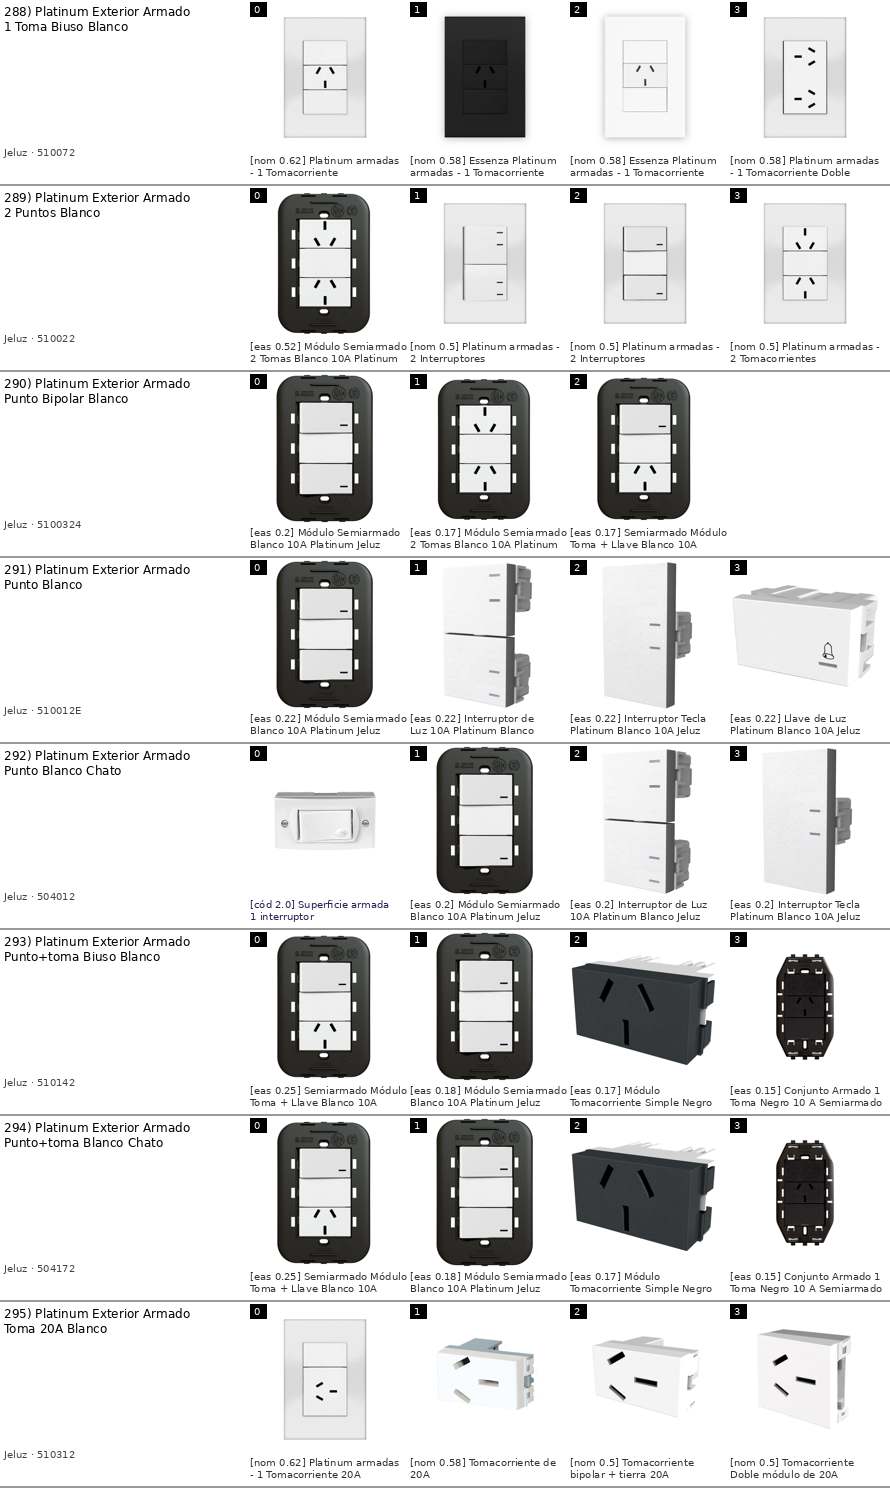 288) Platinum Exterior Armado
1 Toma Biuso Blanco
Jeluz · 510072
0
[nom 0.62] Platinum armadas
- 1 Tomacorriente
1
[nom 0.58] Essenza Platinum
armadas - 1 Tomacorriente
2
[nom 0.58] Essenza Platinum
armadas - 1 Tomacorriente
3
[nom 0.58] Platinum armadas
- 1 Tomacorriente Doble
289) Platinum Exterior Armado
2 Puntos Blanco
Jeluz · 510022
0
[eas 0.52] Módulo Semiarmado
2 Tomas Blanco 10A Platinum
1
[nom 0.5] Platinum armadas -
2 Interruptores
2
[nom 0.5] Platinum armadas -
2 Interruptores
3
[nom 0.5] Platinum armadas -
2 Tomacorrientes
290) Platinum Exterior Armado
Punto Bipolar Blanco
Jeluz · 5100324
0
[eas 0.2] Módulo Semiarmado
Blanco 10A Platinum Jeluz
1
[eas 0.17] Módulo Semiarmado
2 Tomas Blanco 10A Platinum
2
[eas 0.17] Semiarmado Módulo
Toma + Llave Blanco 10A
291) Platinum Exterior Armado
Punto Blanco
Jeluz · 510012E
0
[eas 0.22] Módulo Semiarmado
Blanco 10A Platinum Jeluz
1
[eas 0.22] Interruptor de
Luz 10A Platinum Blanco
2
[eas 0.22] Interruptor Tecla
Platinum Blanco 10A Jeluz
3
[eas 0.22] Llave de Luz
Platinum Blanco 10A Jeluz
292) Platinum Exterior Armado
Punto Blanco Chato
Jeluz · 504012
0
[cód 2.0] Superficie armada
1 interruptor
1
[eas 0.2] Módulo Semiarmado
Blanco 10A Platinum Jeluz
2
[eas 0.2] Interruptor de Luz
10A Platinum Blanco Jeluz
3
[eas 0.2] Interruptor Tecla
Platinum Blanco 10A Jeluz
293) Platinum Exterior Armado
Punto+toma Biuso Blanco
Jeluz · 510142
0
[eas 0.25] Semiarmado Módulo
Toma + Llave Blanco 10A
1
[eas 0.18] Módulo Semiarmado
Blanco 10A Platinum Jeluz
2
[eas 0.17] Módulo
Tomacorriente Simple Negro
3
[eas 0.15] Conjunto Armado 1
Toma Negro 10 A Semiarmado
294) Platinum Exterior Armado
Punto+toma Blanco Chato
Jeluz · 504172
0
[eas 0.25] Semiarmado Módulo
Toma + Llave Blanco 10A
1
[eas 0.18] Módulo Semiarmado
Blanco 10A Platinum Jeluz
2
[eas 0.17] Módulo
Tomacorriente Simple Negro
3
[eas 0.15] Conjunto Armado 1
Toma Negro 10 A Semiarmado
295) Platinum Exterior Armado
Toma 20A Blanco
Jeluz · 510312
0
[nom 0.62] Platinum armadas
- 1 Tomacorriente 20A
1
[nom 0.58] Tomacorriente de
20A
2
[nom 0.5] Tomacorriente
bipolar + tierra 20A
3
[nom 0.5] Tomacorriente
Doble módulo de 20A